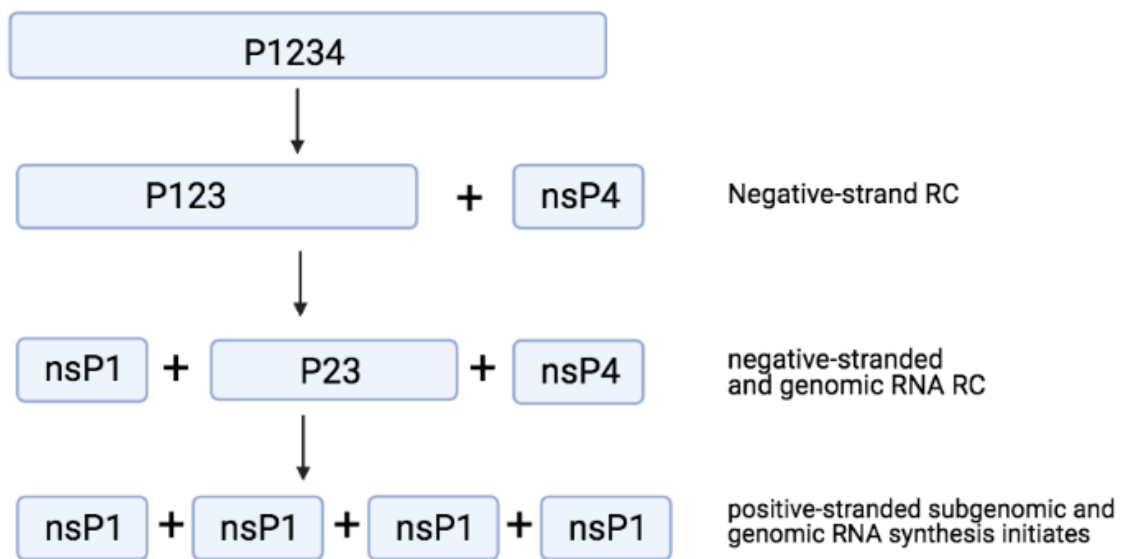 P1234
P123 + nsP4 Negative-strand RC
nsP1 + P23 + nsP4 negative-stranded
and genomic RNA RC
nsP1 + nsP1 + nsP1 + nsP1 positive-stranded subgenomic and
genomic RNA synthesis initiates